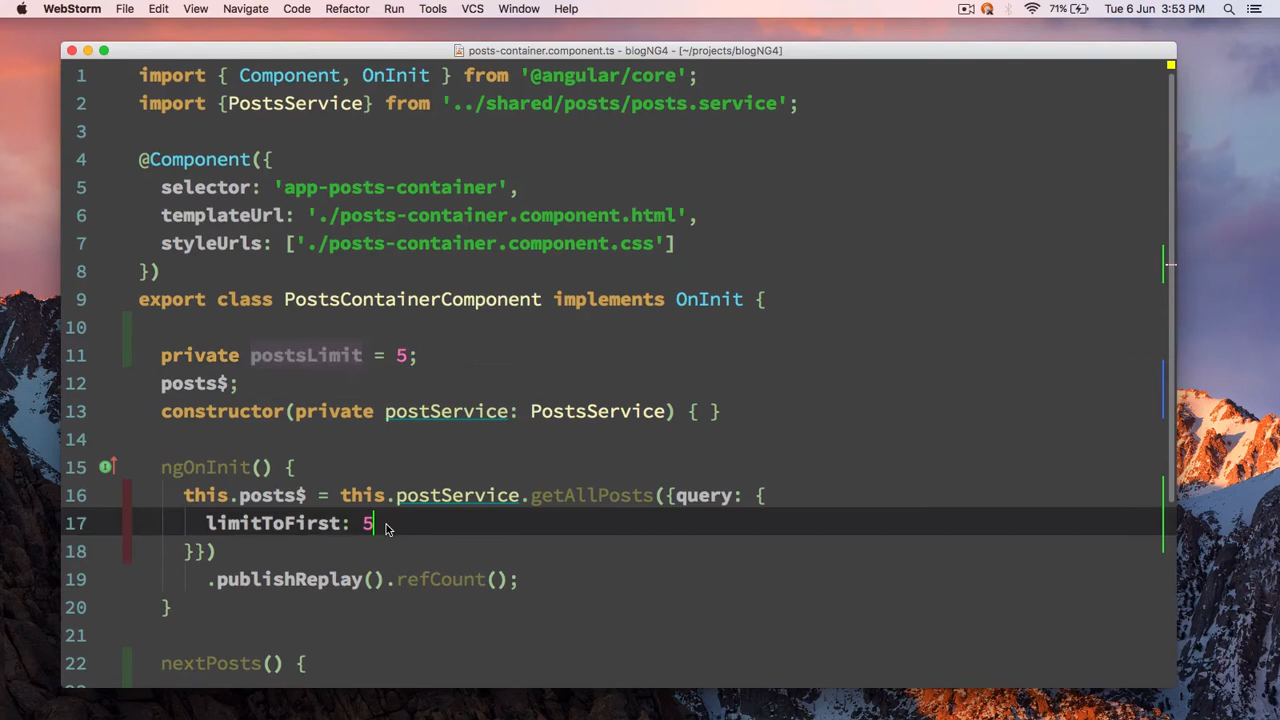 WebStorm File Edit View Navigate Code Refactor Run Tools VCS Window Help 71% Tue 6 Jun 3:53 PM
posts-container.component.ts - blogNG4 - [~/projects/blogNG4]
1 import { Component, OnInit } from '@angular/core';
2 import {PostsService} from '../shared/posts/posts.service';
3
4 @Component({
5 selector: 'app-posts-container',
6 templateUrl: './posts-container.component.html',
7 styleUrls: ['./posts-container.component.css']
8 })
9 export class PostsContainerComponent implements OnInit {
10
11 private postsLimit = 5;
12 posts$;
13 constructor(private postService: PostsService) { }
14
15 ngOnInit() {
16 this.posts$ = this.postService.getAllPosts({query: {
17 limitToFirst: 5
18 }})
19 .publishReplay().refCount();
20 }
21
22 nextPosts() {